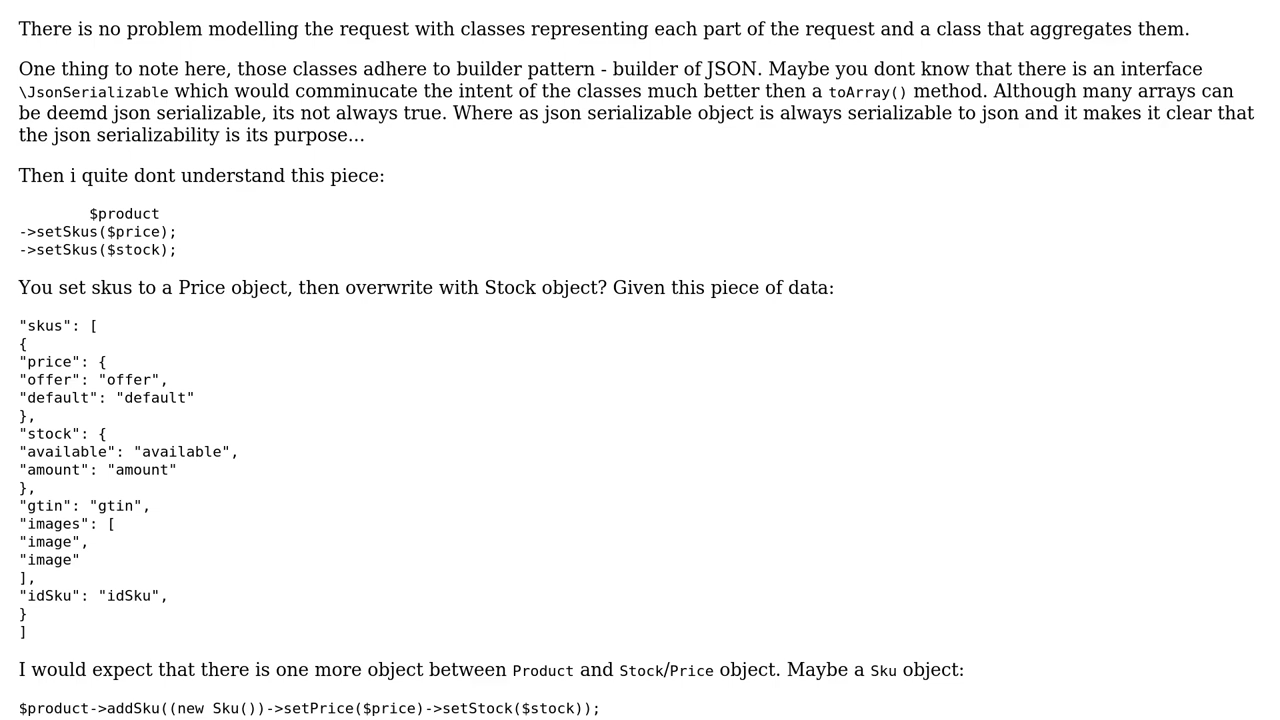 There is no problem modelling the request with classes representing each part of the request and a class that aggregates them.
One thing to note here, those classes adhere to builder pattern - builder of JSON. Maybe you dont know that there is an interface
\JsonSerializable which would comminucate the intent of the classes much better then a toArray() method. Although many arrays can
be deemd json serializable, its not always true. Where as json serializable object is always serializable to json and it makes it clear that
the json serializability is its purpose...
Then i quite dont understand this piece:
$product
->setSkus($price);
->setSkus($stock);
You set skus to a Price object, then overwrite with Stock object? Given this piece of data:
"skus": [
{
"price": {
"offer": "offer",
"default": "default"
},
"stock": {
"available": "available",
"amount": "amount"
},
"gtin": "gtin",
"images": [
"image",
"image"
],
"idSku": "idSku",
}
]
I would expect that there is one more object between Product and Stock/Price object. Maybe a Sku object:
$product->addSku((new Sku())->setPrice($price)->setStock($stock));